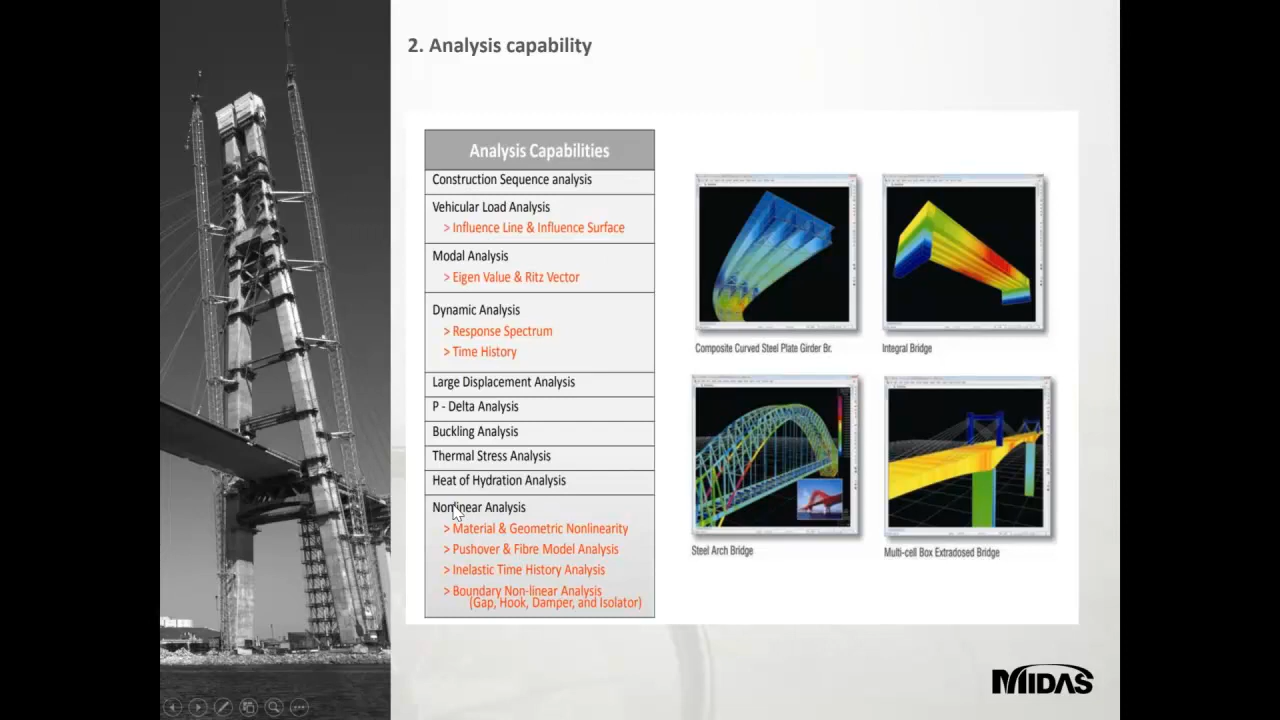 2. Analysis capability
Analysis Capabilities
Construction Sequence analysis
Vehicular Load Analysis
> Influence Line & Influence Surface
Modal Analysis
> Eigen Value & Ritz Vector
Dynamic Analysis
> Response Spectrum
> Time History
Large Displacement Analysis
P - Delta Analysis
Buckling Analysis
Thermal Stress Analysis
Heat of Hydration Analysis
Nonlinear Analysis
> Material & Geometric Nonlinearity
> Pushover & Fibre Model Analysis
> Inelastic Time History Analysis
> Boundary Non-linear Analysis
(Gap, Hook, Damper, and Isolator)
Composite Curved Steel Plate Girder Br.
Integral Bridge
Steel Arch Bridge
Multi-cell Box Extradosed Bridge
MIDAS